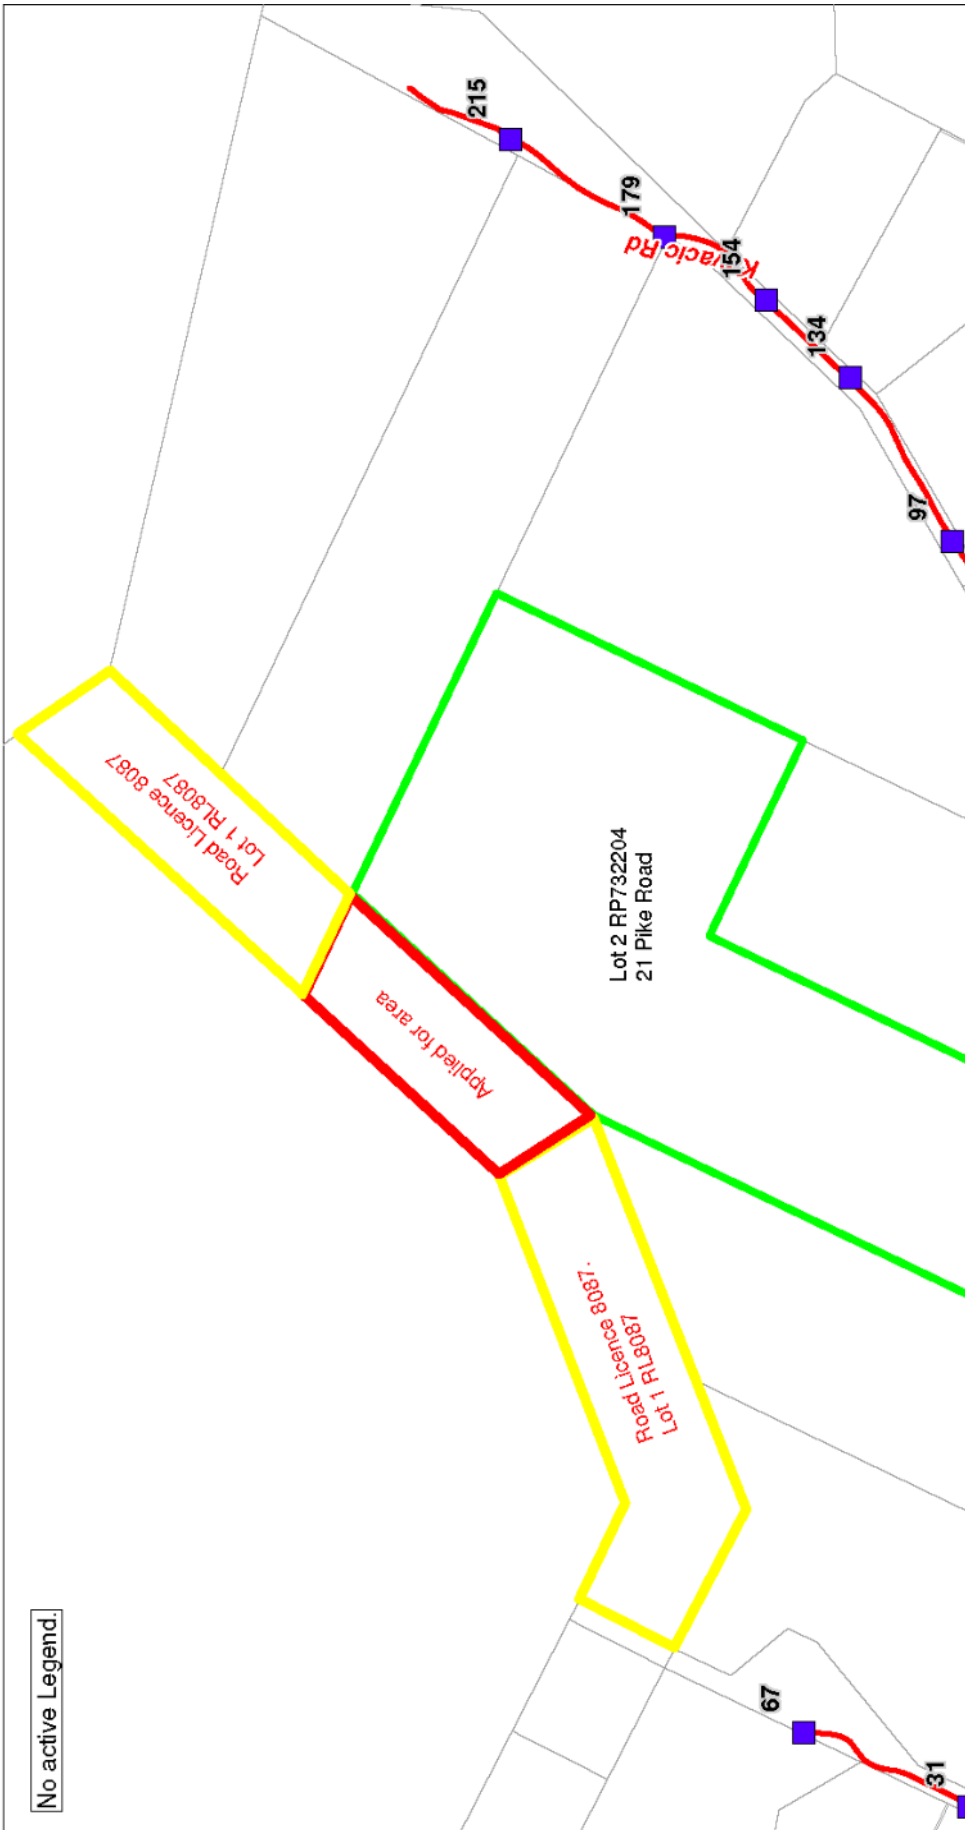 No active Legend.
Road Licence 8087
Lot 1 RL8087
Applied for area
Road Licence 8087.
Lot 1 RL8087
Lot 2 RP732204
21 Pike Road
215
179
Rd
154
134
97
67
31